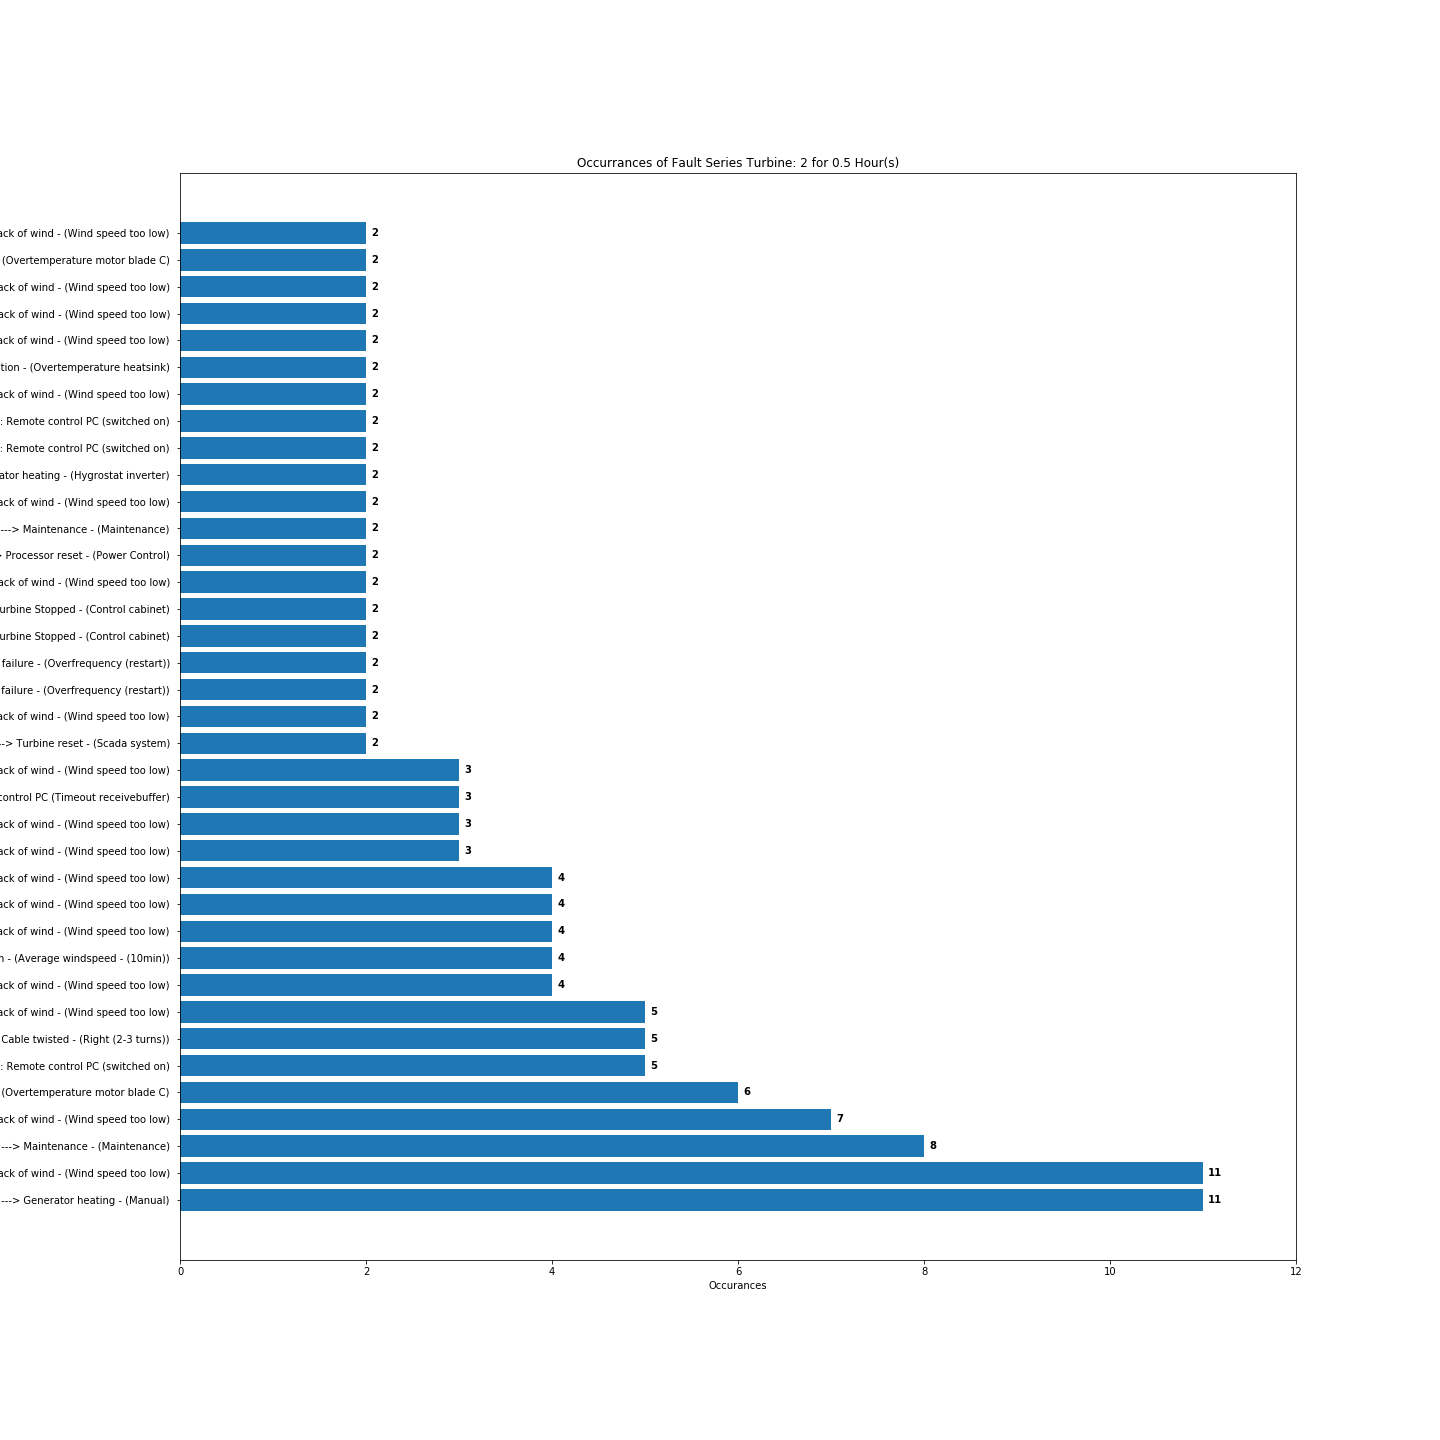 Occurrances of Fault Series Turbine: 2 for 0.5 Hour(s)
ack of wind - (Wind speed too low) 2
(Overtemperature motor blade C) 2
ack of wind - (Wind speed too low) 2
ack of wind - (Wind speed too low) 2
ack of wind - (Wind speed too low) 2
tion - (Overtemperature heatsink) 2
ack of wind - (Wind speed too low) 2
: Remote control PC (switched on) 2
: Remote control PC (switched on) 2
ator heating - (Hygrostat inverter) 2
ack of wind - (Wind speed too low) 2
---> Maintenance - (Maintenance) 2
> Processor reset - (Power Control) 2
ack of wind - (Wind speed too low) 2
urbine Stopped - (Control cabinet) 2
urbine Stopped - (Control cabinet) 2
failure - (Overfrequency (restart)) 2
failure - (Overfrequency (restart)) 2
ack of wind - (Wind speed too low) 2
--> Turbine reset - (Scada system) 2
ack of wind - (Wind speed too low) 3
control PC (Timeout receivebuffer) 3
ack of wind - (Wind speed too low) 3
ack of wind - (Wind speed too low) 3
ack of wind - (Wind speed too low) 4
ack of wind - (Wind speed too low) 4
ack of wind - (Wind speed too low) 4
n - (Average windspeed - (10min)) 4
ack of wind - (Wind speed too low) 4
ack of wind - (Wind speed too low) 5
Cable twisted - (Right (2-3 turns)) 5
: Remote control PC (switched on) 5
(Overtemperature motor blade C) 6
ack of wind - (Wind speed too low) 7
---> Maintenance - (Maintenance) 8
ack of wind - (Wind speed too low) 11
---> Generator heating - (Manual) 11
0 2 4 6 8 10 12
Occurances